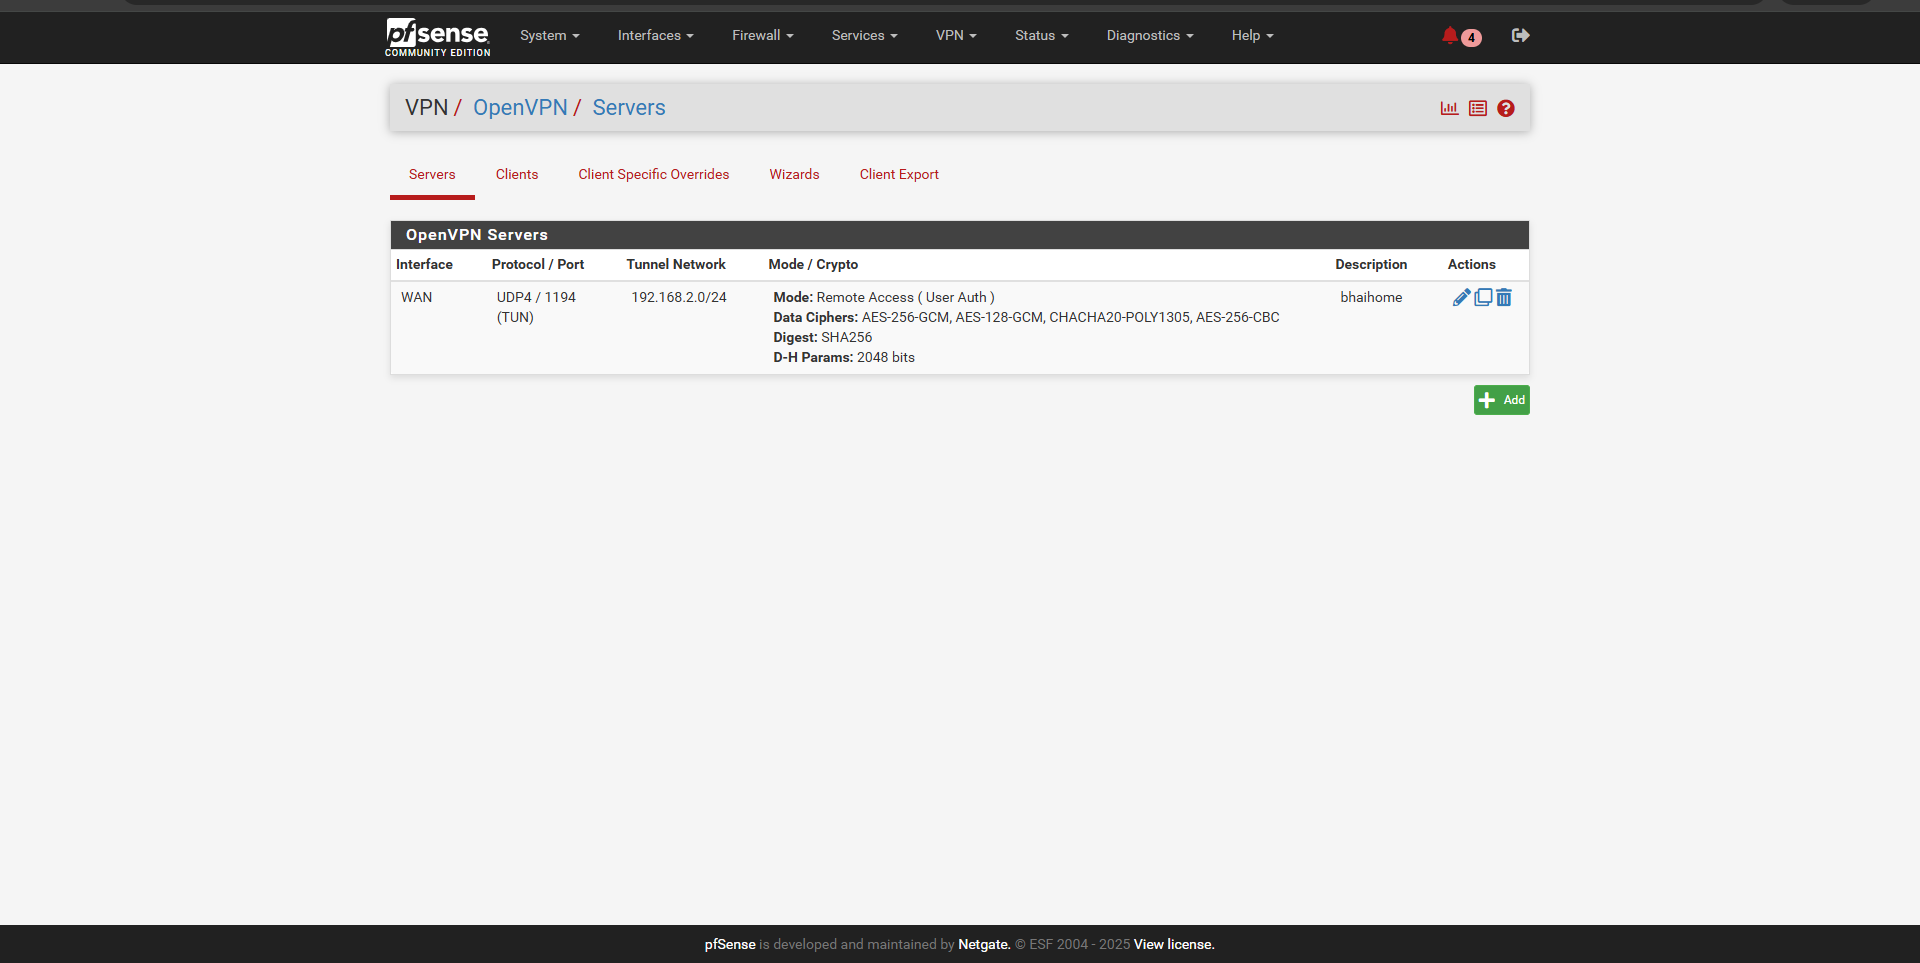 pfsense
COMMUNITY EDITION
System Interfaces Firewall Services VPN Status Diagnostics Help 4
VPN / OpenVPN / Servers
Servers Clients Client Specific Overrides Wizards Client Export
OpenVPN Servers
Interface Protocol / Port Tunnel Network Mode / Crypto Description Actions
WAN UDP4 / 1194 192.168.2.0/24 Mode: Remote Access ( User Auth ) bhaihome
(TUN) Data Ciphers: AES-256-GCM, AES-128-GCM, CHACHA20-POLY1305, AES-256-CBC
Digest: SHA256
D-H Params: 2048 bits
Add
pfSense is developed and maintained by Netgate. © ESF 2004 - 2025 View license.